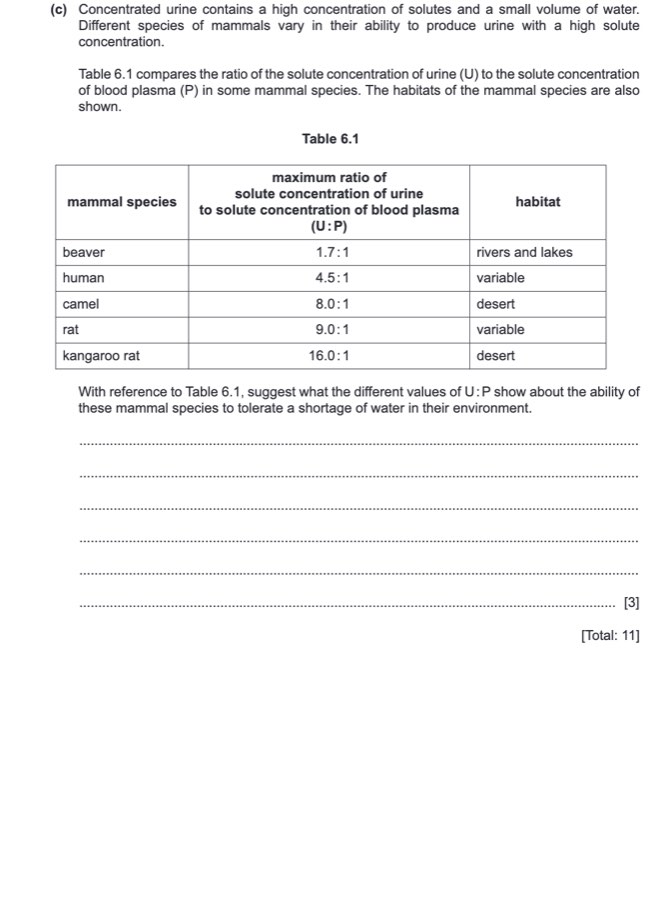 (c) Concentrated urine contains a high concentration of solutes and a small volume of water.
Different species of mammals vary in their ability to produce urine with a high solute
concentration.
Table 6.1 compares the ratio of the solute concentration of urine (U) to the solute concentration
of blood plasma (P) in some mammal species. The habitats of the mammal species are also
shown.
Table 6.1
mammal species
maximum ratio of
solute concentration of urine
to solute concentration of blood plasma
(U:P)
habitat
beaver 1.7:1 rivers and lakes
human 4.5:1 variable
camel 8.0:1 desert
rat 9.0:1 variable
kangaroo rat 16.0:1 desert
With reference to Table 6.1, suggest what the different values of U:P show about the ability of
these mammal species to tolerate a shortage of water in their environment.
[3]
[Total: 11]